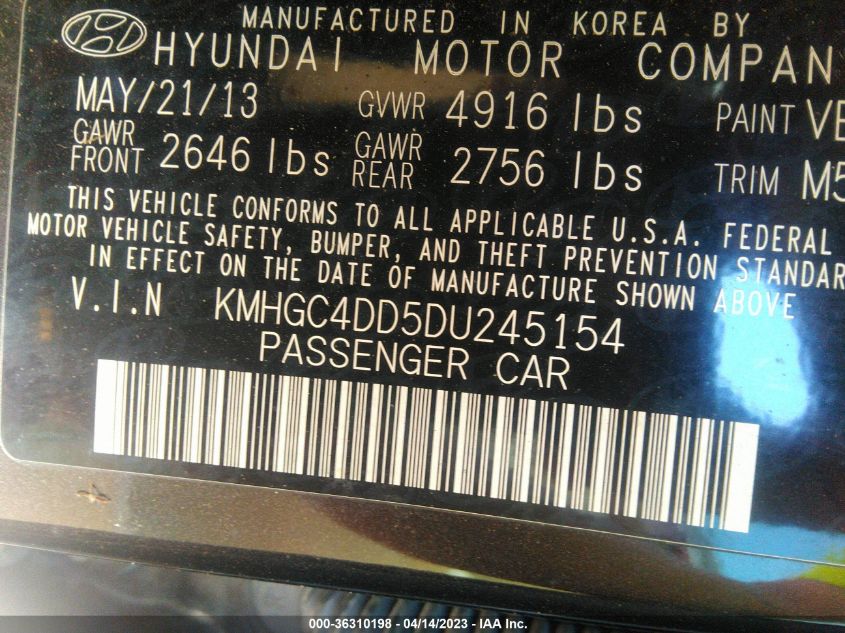 MANUFACTURED IN KOREA BY
HYUNDAI MOTOR COMPAN
MAY/21/13 GVWR 4916 lbs PAINT VE
GAWR FRONT 2646 lbs GAWR REAR 2756 lbs TRIM M5
THIS VEHICLE CONFORMS TO ALL APPLICABLE U.S.A. FEDERAL
MOTOR VEHICLE SAFETY, BUMPER, AND THEFT PREVENTION STANDAR
IN EFFECT ON THE DATE OF MANUFACTURE SHOWN ABOVE
V.I.N KMHGC4DD5DU245154
PASSENGER CAR
000-36310198 - 04/14/2023 - IAA Inc.